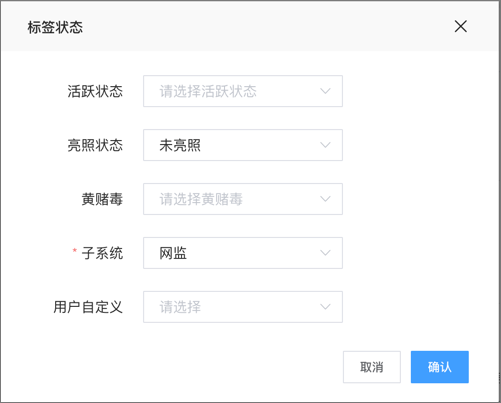 标签状态
活跃状态 请选择活跃状态
亮照状态 未亮照
黄赌毒 请选择黄赌毒
* 子系统 网监
用户自定义 请选择
取消 确认